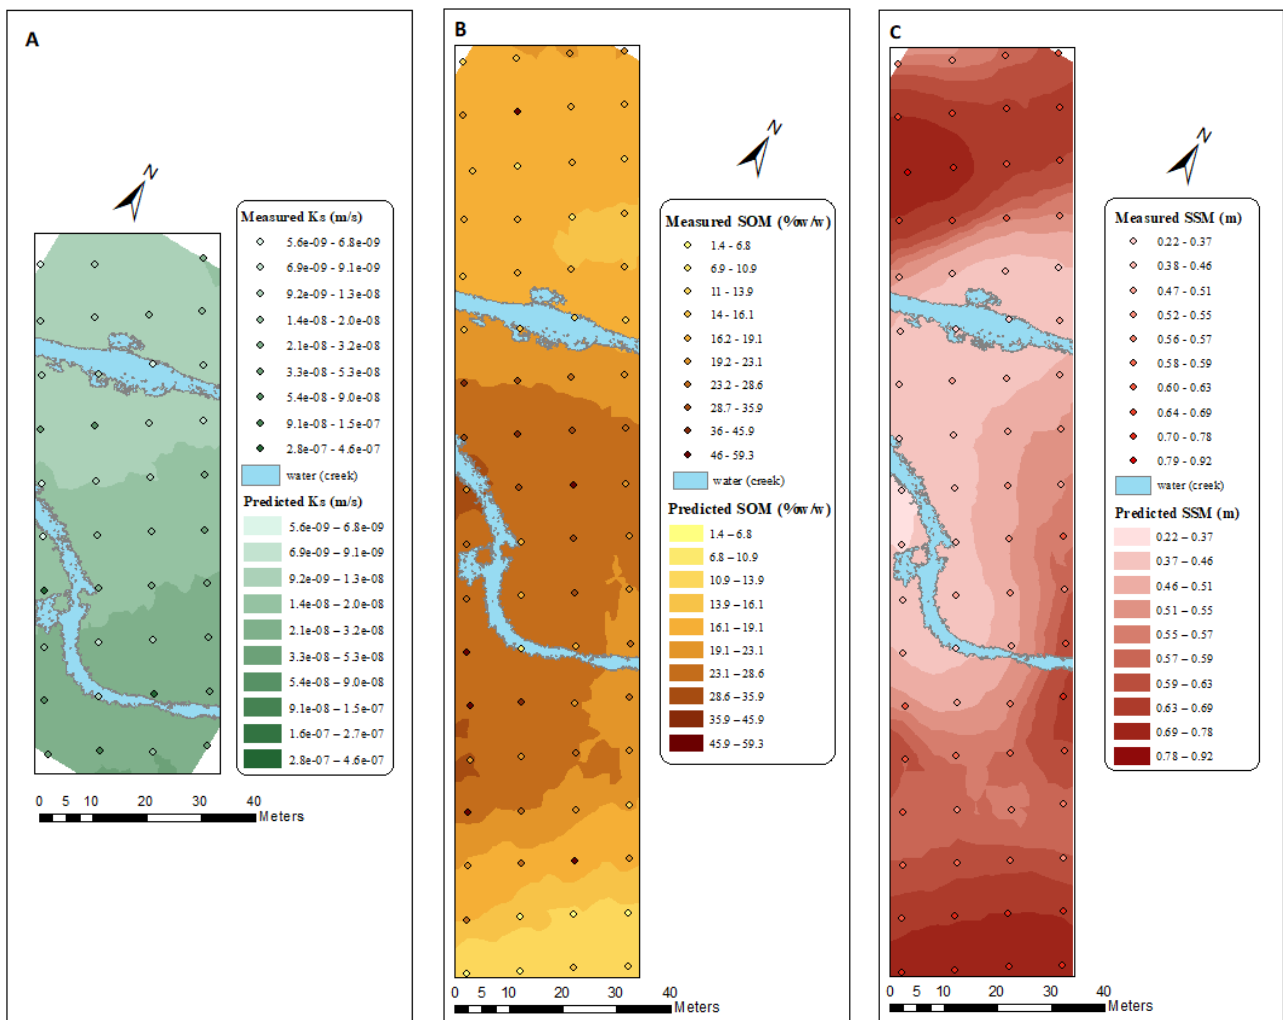 A
N
Measured Ks (m/s)
5.6e-09 - 6.8e-09
6.9e-09 - 9.1e-09
9.2e-09 - 1.3e-08
1.4e-08 - 2.0e-08
2.1e-08 - 3.2e-08
3.3e-08 - 5.3e-08
5.4e-08 - 9.0e-08
9.1e-08 - 1.5e-07
2.8e-07 - 4.6e-07
water (creek)
Predicted Ks (m/s)
5.6e-09 – 6.8e-09
6.9e-09 – 9.1e-09
9.2e-09 – 1.3e-08
1.4e-08 – 2.0e-08
2.1e-08 – 3.2e-08
3.3e-08 – 5.3e-08
5.4e-08 – 9.0e-08
9.1e-08 – 1.5e-07
1.6e-07 – 2.7e-07
2.8e-07 – 4.6e-07
0 5 10 20 30 40
Meters
B
N
Measured SOM (%w/w)
1.4 - 6.8
6.9 - 10.9
11 - 13.9
14 - 16.1
16.2 - 19.1
19.2 - 23.1
23.2 - 28.6
28.7 - 35.9
36 - 45.9
46 - 59.3
water (creek)
Predicted SOM (%w/w)
1.4 – 6.8
6.8 – 10.9
10.9 – 13.9
13.9 – 16.1
16.1 – 19.1
19.1 – 23.1
23.1 – 28.6
28.6 – 35.9
35.9 – 45.9
45.9 – 59.3
0 5 10 20 30 40
Meters
C
N
Measured SSM (m)
0.22 - 0.37
0.38 - 0.46
0.47 - 0.51
0.52 - 0.55
0.56 - 0.57
0.58 - 0.59
0.60 - 0.63
0.64 - 0.69
0.70 - 0.78
0.79 - 0.92
water (creek)
Predicted SSM (m)
0.22 – 0.37
0.37 – 0.46
0.46 – 0.51
0.51 – 0.55
0.55 – 0.57
0.57 – 0.59
0.59 – 0.63
0.63 – 0.69
0.69 – 0.78
0.78 – 0.92
0 5 10 20 30 40
Meters